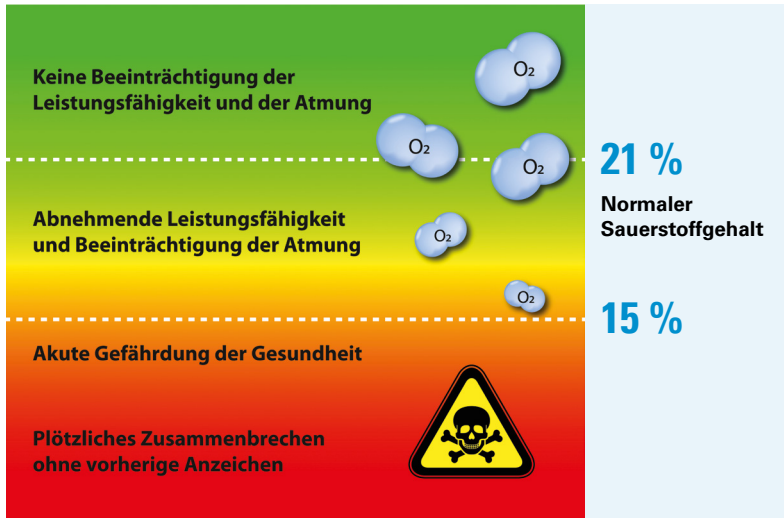 Keine Beeinträchtigung der
Leistungsfähigkeit und der Atmung
O₂
O₂
O₂
21 %
Normaler
Sauerstoffgehalt
Abnehmende Leistungsfähigkeit
und Beeinträchtigung der Atmung
O₂
O₂
15 %
Akute Gefährdung der Gesundheit
Plötzliches Zusammenbrechen
ohne vorherige Anzeichen